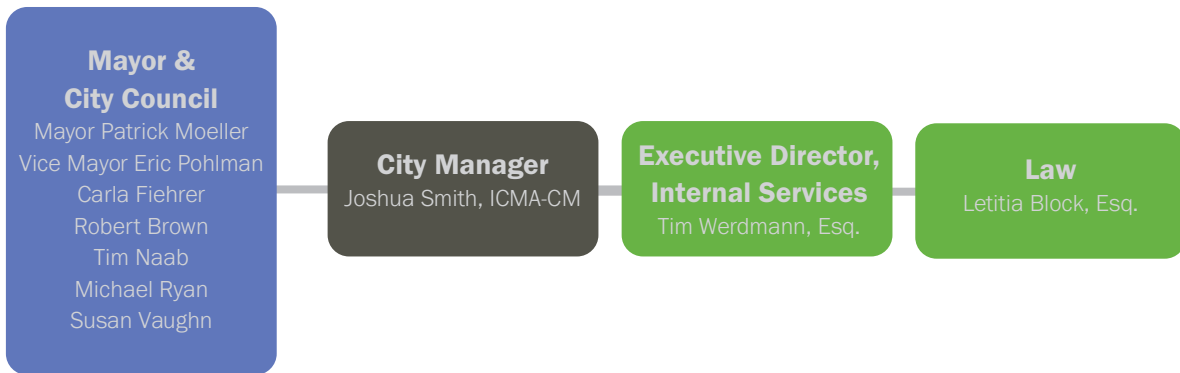 Mayor &
City Council
Mayor Patrick Moeller
Vice Mayor Eric Pohlman
Carla Fiehrer
Robert Brown
Tim Naab
Michael Ryan
Susan Vaughn
City Manager
Joshua Smith, ICMA-CM
Executive Director,
Internal Services
Tim Werdmann, Esq.
Law
Letitia Block, Esq.